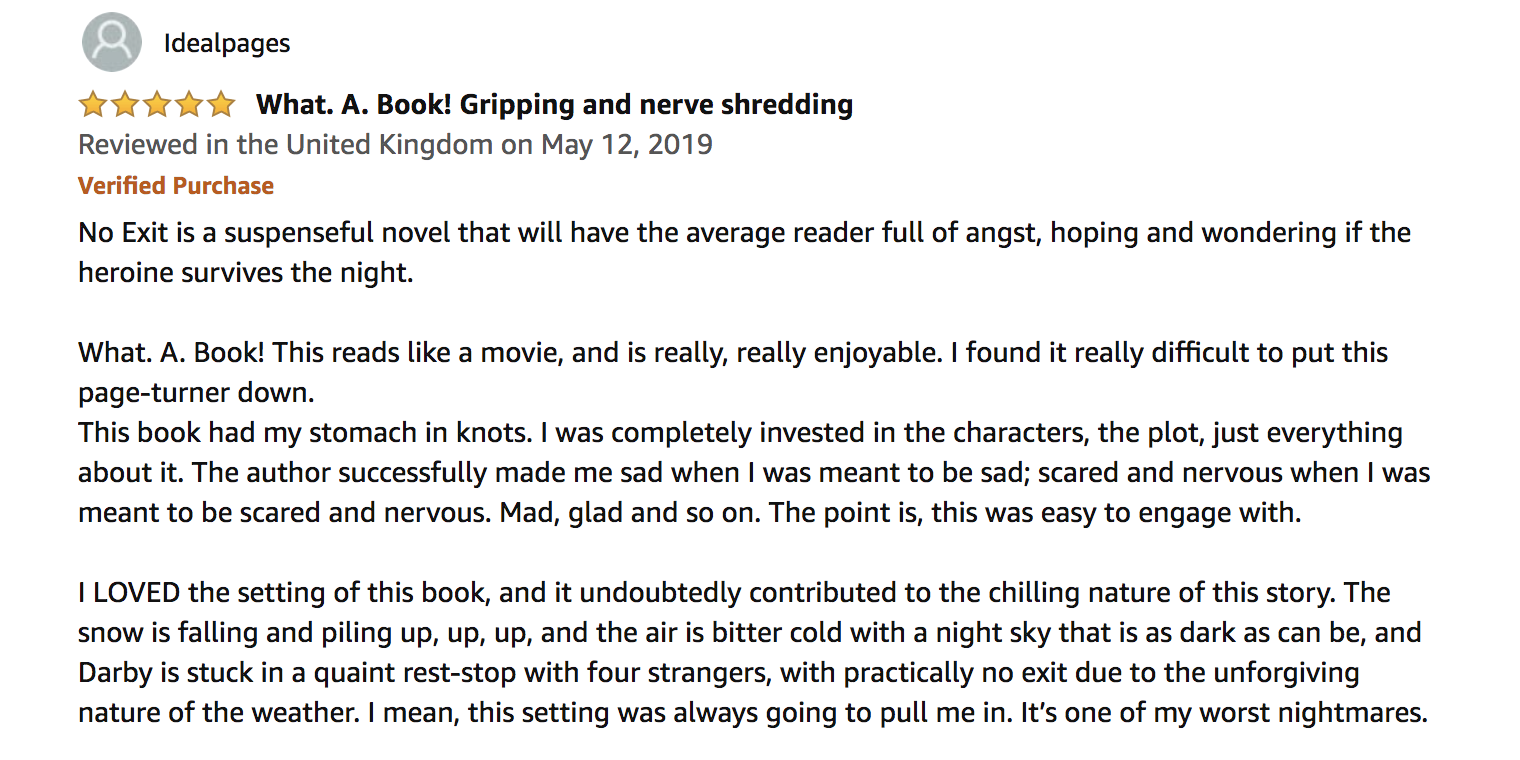 Idealpages
What. A. Book! Gripping and nerve shredding
Reviewed in the United Kingdom on May 12, 2019
Verified Purchase
No Exit is a suspenseful novel that will have the average reader full of angst, hoping and wondering if the
heroine survives the night.
What. A. Book! This reads like a movie, and is really, really enjoyable. I found it really difficult to put this
page-turner down.
This book had my stomach in knots. I was completely invested in the characters, the plot, just everything
about it. The author successfully made me sad when I was meant to be sad; scared and nervous when I was
meant to be scared and nervous. Mad, glad and so on. The point is, this was easy to engage with.
I LOVED the setting of this book, and it undoubtedly contributed to the chilling nature of this story. The
snow is falling and piling up, up, up, and the air is bitter cold with a night sky that is as dark as can be, and
Darby is stuck in a quaint rest-stop with four strangers, with practically no exit due to the unforgiving
nature of the weather. I mean, this setting was always going to pull me in. It’s one of my worst nightmares.